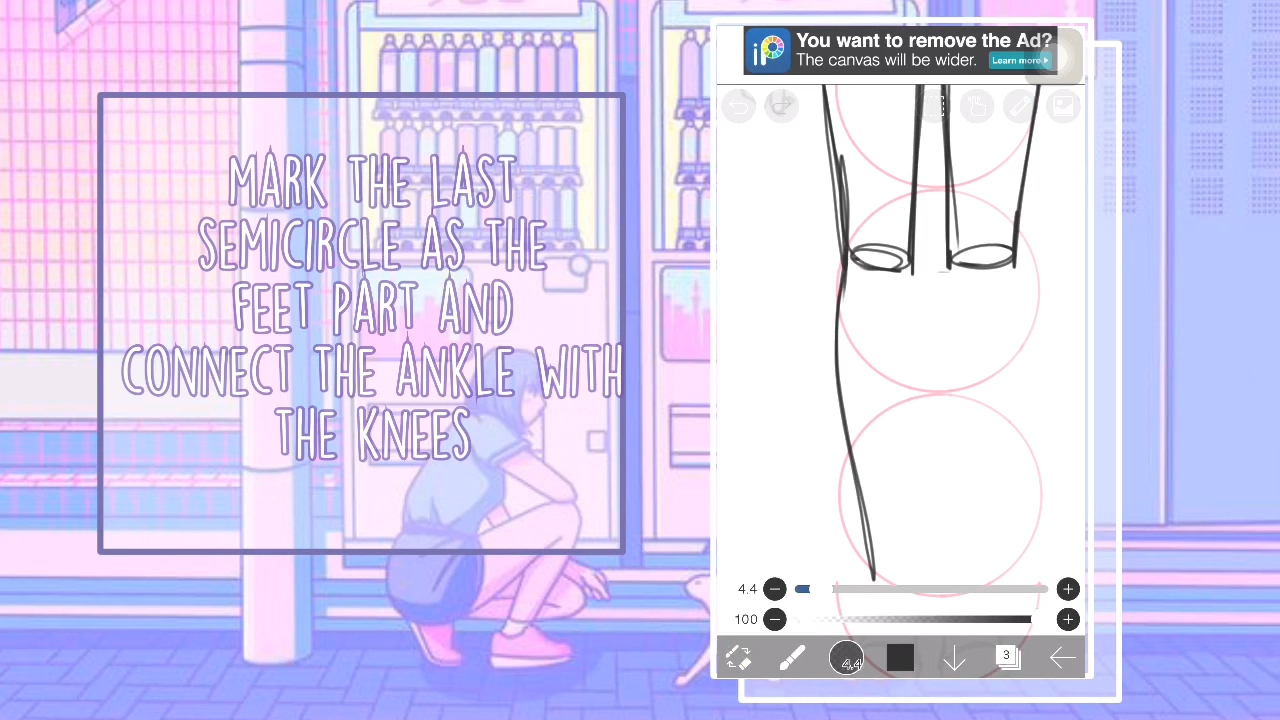 MARK THE LAST
SEMICIRCLE AS THE
FEET PART AND
CONNECT THE ANKLE WITH
THE KNEES
iP
You want to remove the Ad?
The canvas will be wider.
Learn more
4.4
100
4.4
3